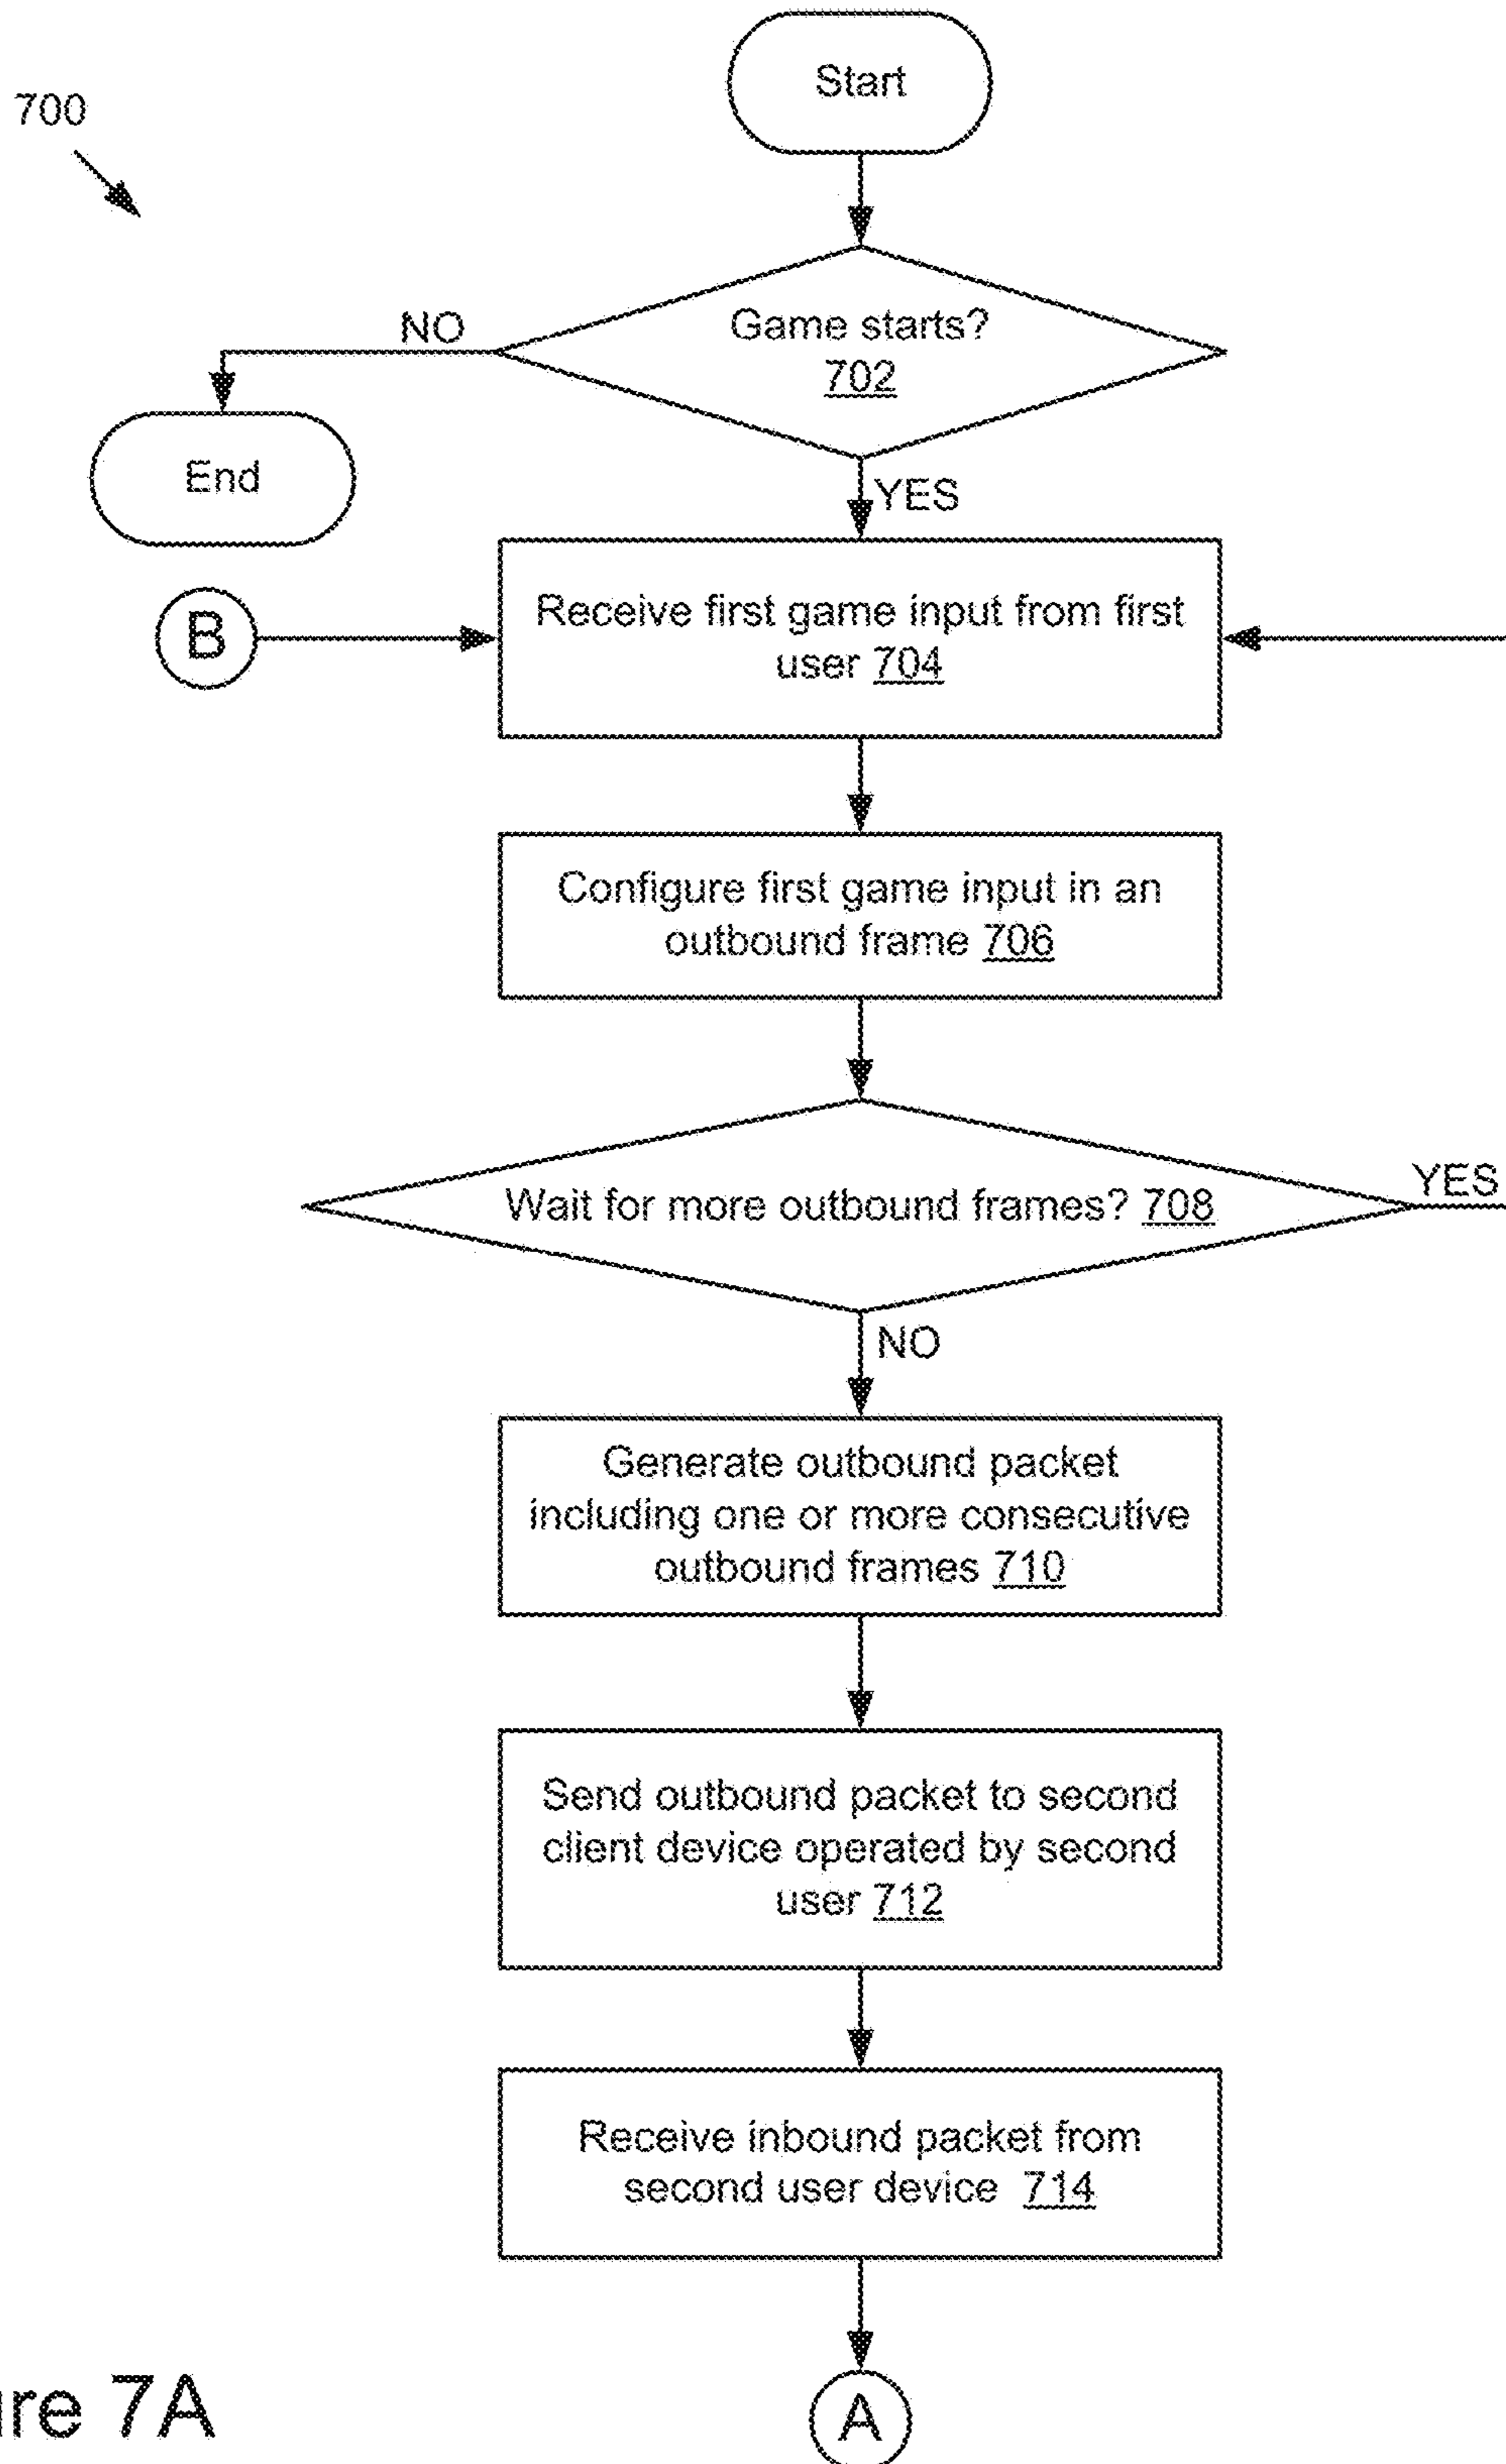 Start
700
Game starts?
702
NO
End
YES
B
Receive first game input from first
user 704
Configure first game input in an
outbound frame 706
Wait for more outbound frames? 708
YES
NO
Generate outbound packet
including one or more consecutive
outbound frames 710
Send outbound packet to second
client device operated by second
user 712
Receive inbound packet from
second user device 714
A
re 7A